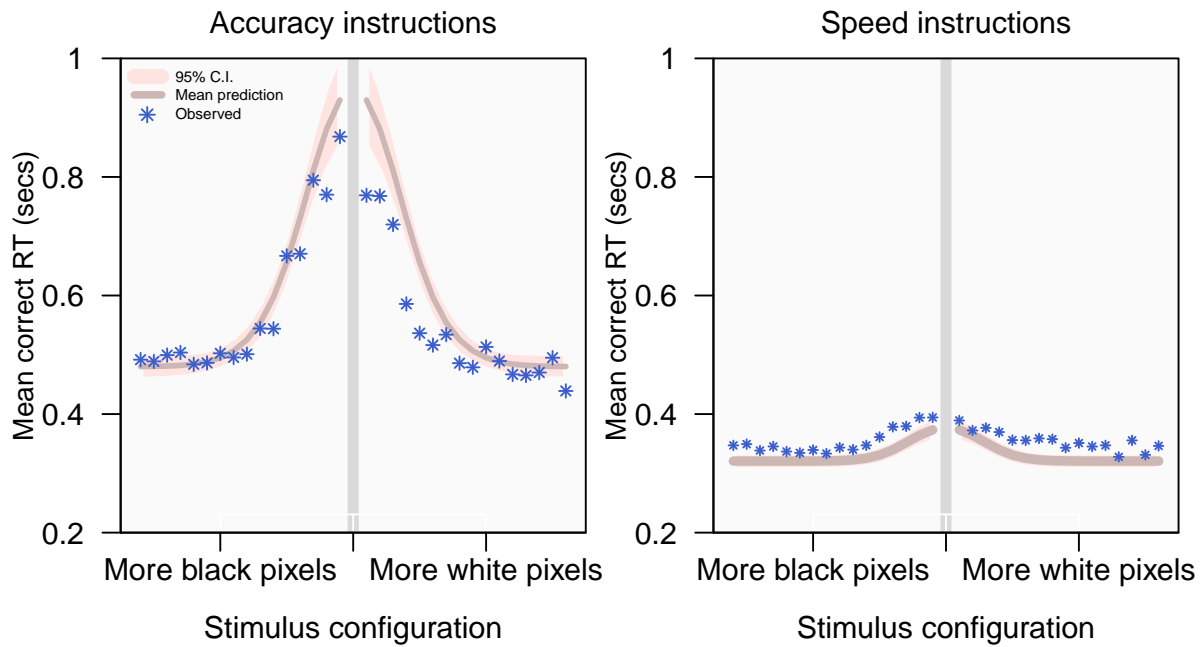 Accuracy instructions
1
0.8
0.6
0.4
0.2
Mean correct RT (secs)
95% C.I.
Mean prediction
Observed
More black pixels
More white pixels
Stimulus configuration
Speed instructions
1
0.8
0.6
0.4
0.2
Mean correct RT (secs)
More black pixels
More white pixels
Stimulus configuration